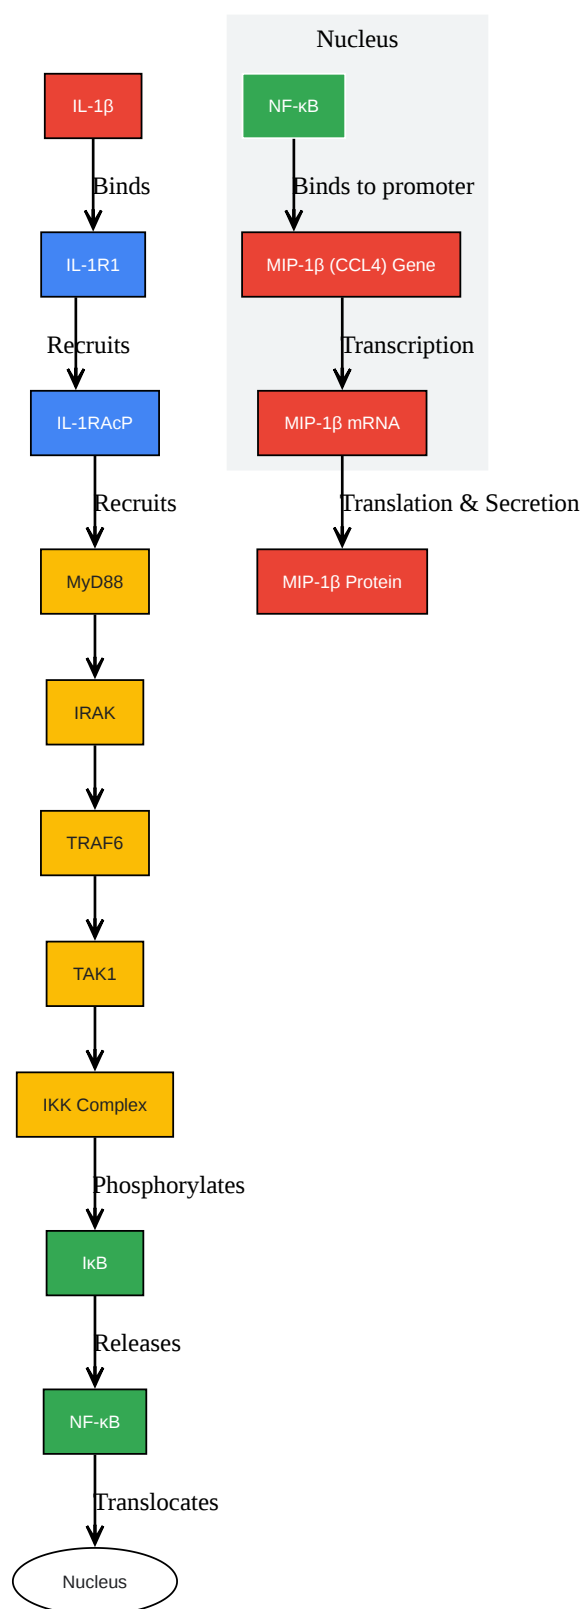 IL-1β
Binds
IL-1R1
Recruits
IL-1RAcP
Recruits
MyD88
IRAK
TRAF6
TAK1
IKK Complex
Phosphorylates
IκB
Releases
NF-κB
Translocates
Nucleus
Nucleus
NF-κB
Binds to promoter
MIP-1β (CCL4) Gene
Transcription
MIP-1β mRNA
Translation & Secretion
MIP-1β Protein